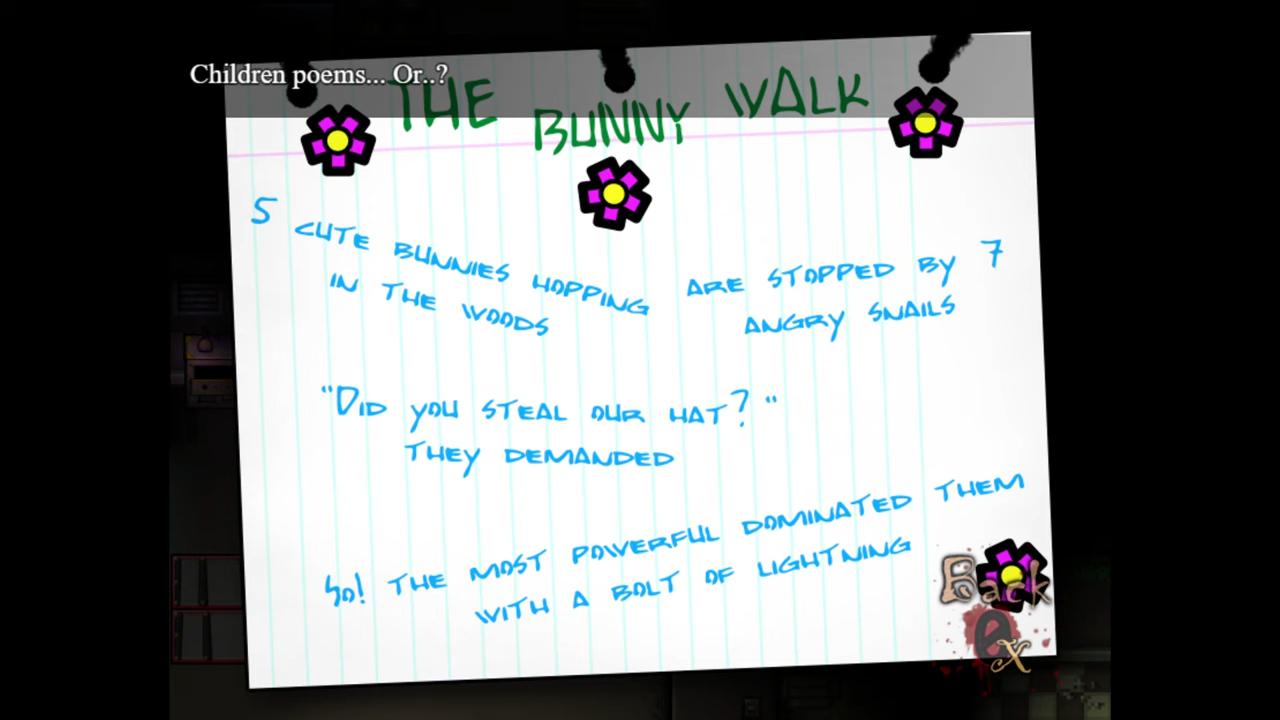 Children poems... Or..?
THE BUNNY WALK
5 CUTE BUNNIES HOPPING
IN THE WOODS
ARE STOPPED BY 7
ANGRY SNAILS
"DID YOU STEAL OUR HAT?"
THEY DEMANDED
SO! THE MOST POWERFUL DOMINATED THEM
WITH A BOLT OF LIGHTNING
Back
ex